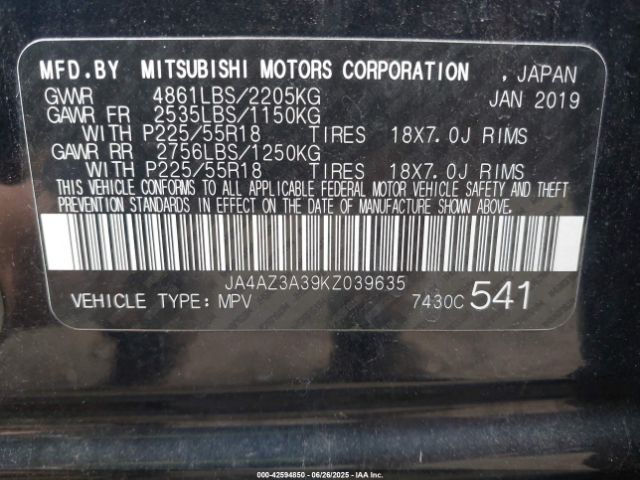 MFD.BY MITSUBISHI MOTORS CORPORATION , JAPAN
GVWR 4861LBS/2205KG JAN 2019
GAWR FR 2535LBS/1150KG
WITH P225/55R18 TIRES 18X7.0J RIMS
GAWR RR 2756LBS/1250KG
WITH P225/55R18 TIRES 18X7.0J RIMS
THIS VEHICLE CONFORMS TO ALL APPLICABLE FEDERAL MOTOR VEHICLE SAFETY AND THEFT
PREVENTION STANDARDS IN EFFECT ON THE DATE OF MANUFACTURE SHOWN ABOVE.
JA4AZ3A39KZ039635
VEHICLE TYPE: MPV 7430C 541
000-42594850 | 06/26/2025 - IAA Inc.